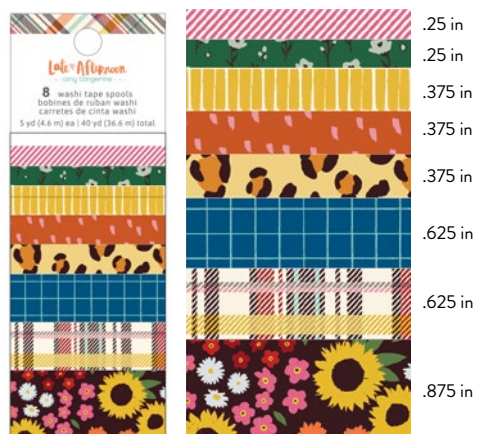 Late Afternoon
amy tangerine
8 washi tape spools
bobines de ruban washi
carretes de cinta washi
5 yd (4.6 m) ea | 40 yd (36.6 m) total
.25 in
.25 in
.375 in
.375 in
.375 in
.625 in
.625 in
.875 in